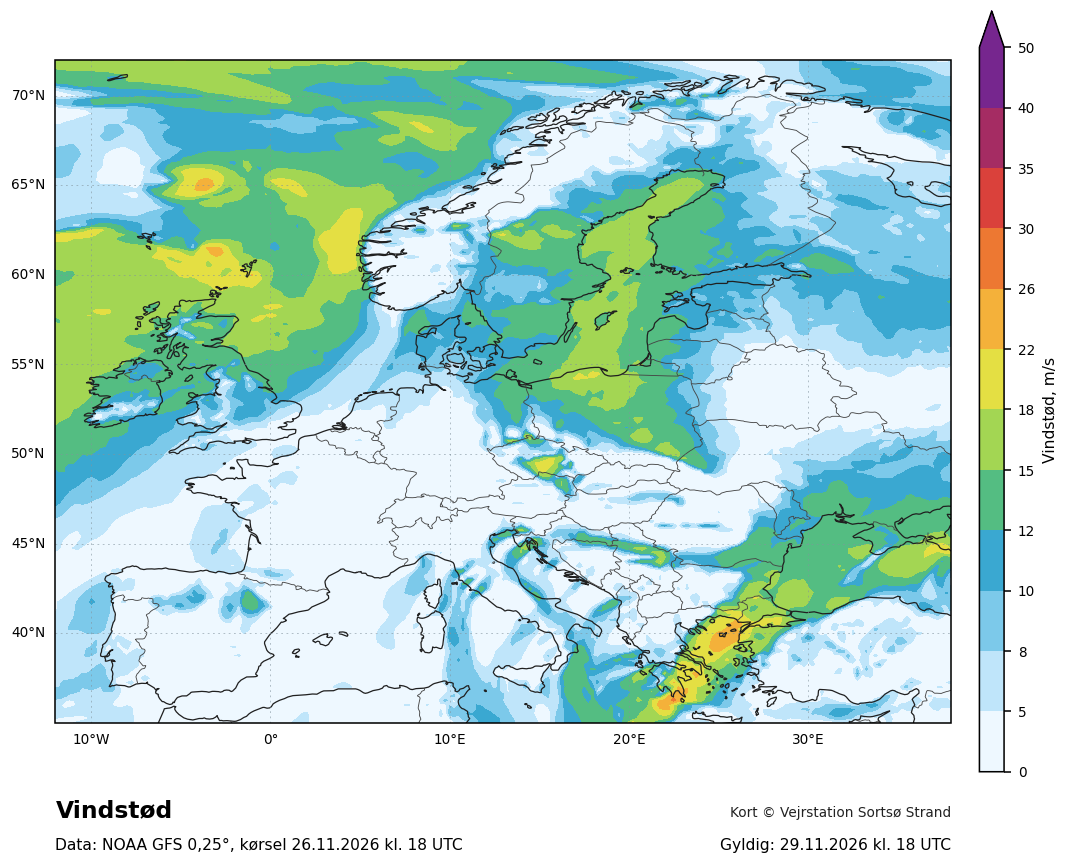 50
40
35
30
26
22
18
15
12
10
8
5
0
Vindstød, m/s
70°N
65°N
60°N
55°N
50°N
45°N
40°N
10°W
0°
10°E
20°E
30°E
Vindstød
Kort © Vejrstation Sortsø Strand
Data: NOAA GFS 0,25°, kørsel 26.11.2026 kl. 18 UTC
Gyldig: 29.11.2026 kl. 18 UTC